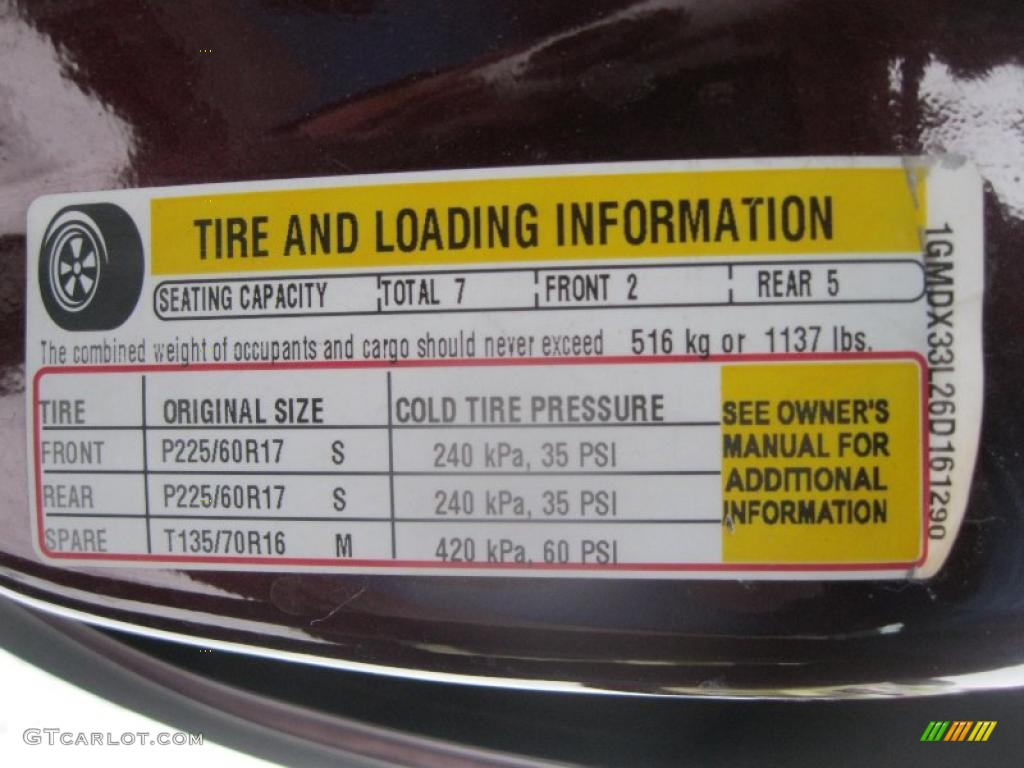 TIRE AND LOADING INFORMATION
SEATING CAPACITY TOTAL 7 FRONT 2 REAR 5
The combined weight of occupants and cargo should never exceed 516 kg or 1137 lbs.
TIRE ORIGINAL SIZE COLD TIRE PRESSURE
FRONT P225/60R17 S 240 kPa, 35 PSI
REAR P225/60R17 S 240 kPa, 35 PSI
SPARE T135/70R16 M 420 kPa, 60 PSI
SEE OWNER'S
MANUAL FOR
ADDITIONAL
INFORMATION
1GMDX33L26D161290
GTCARLOT.COM